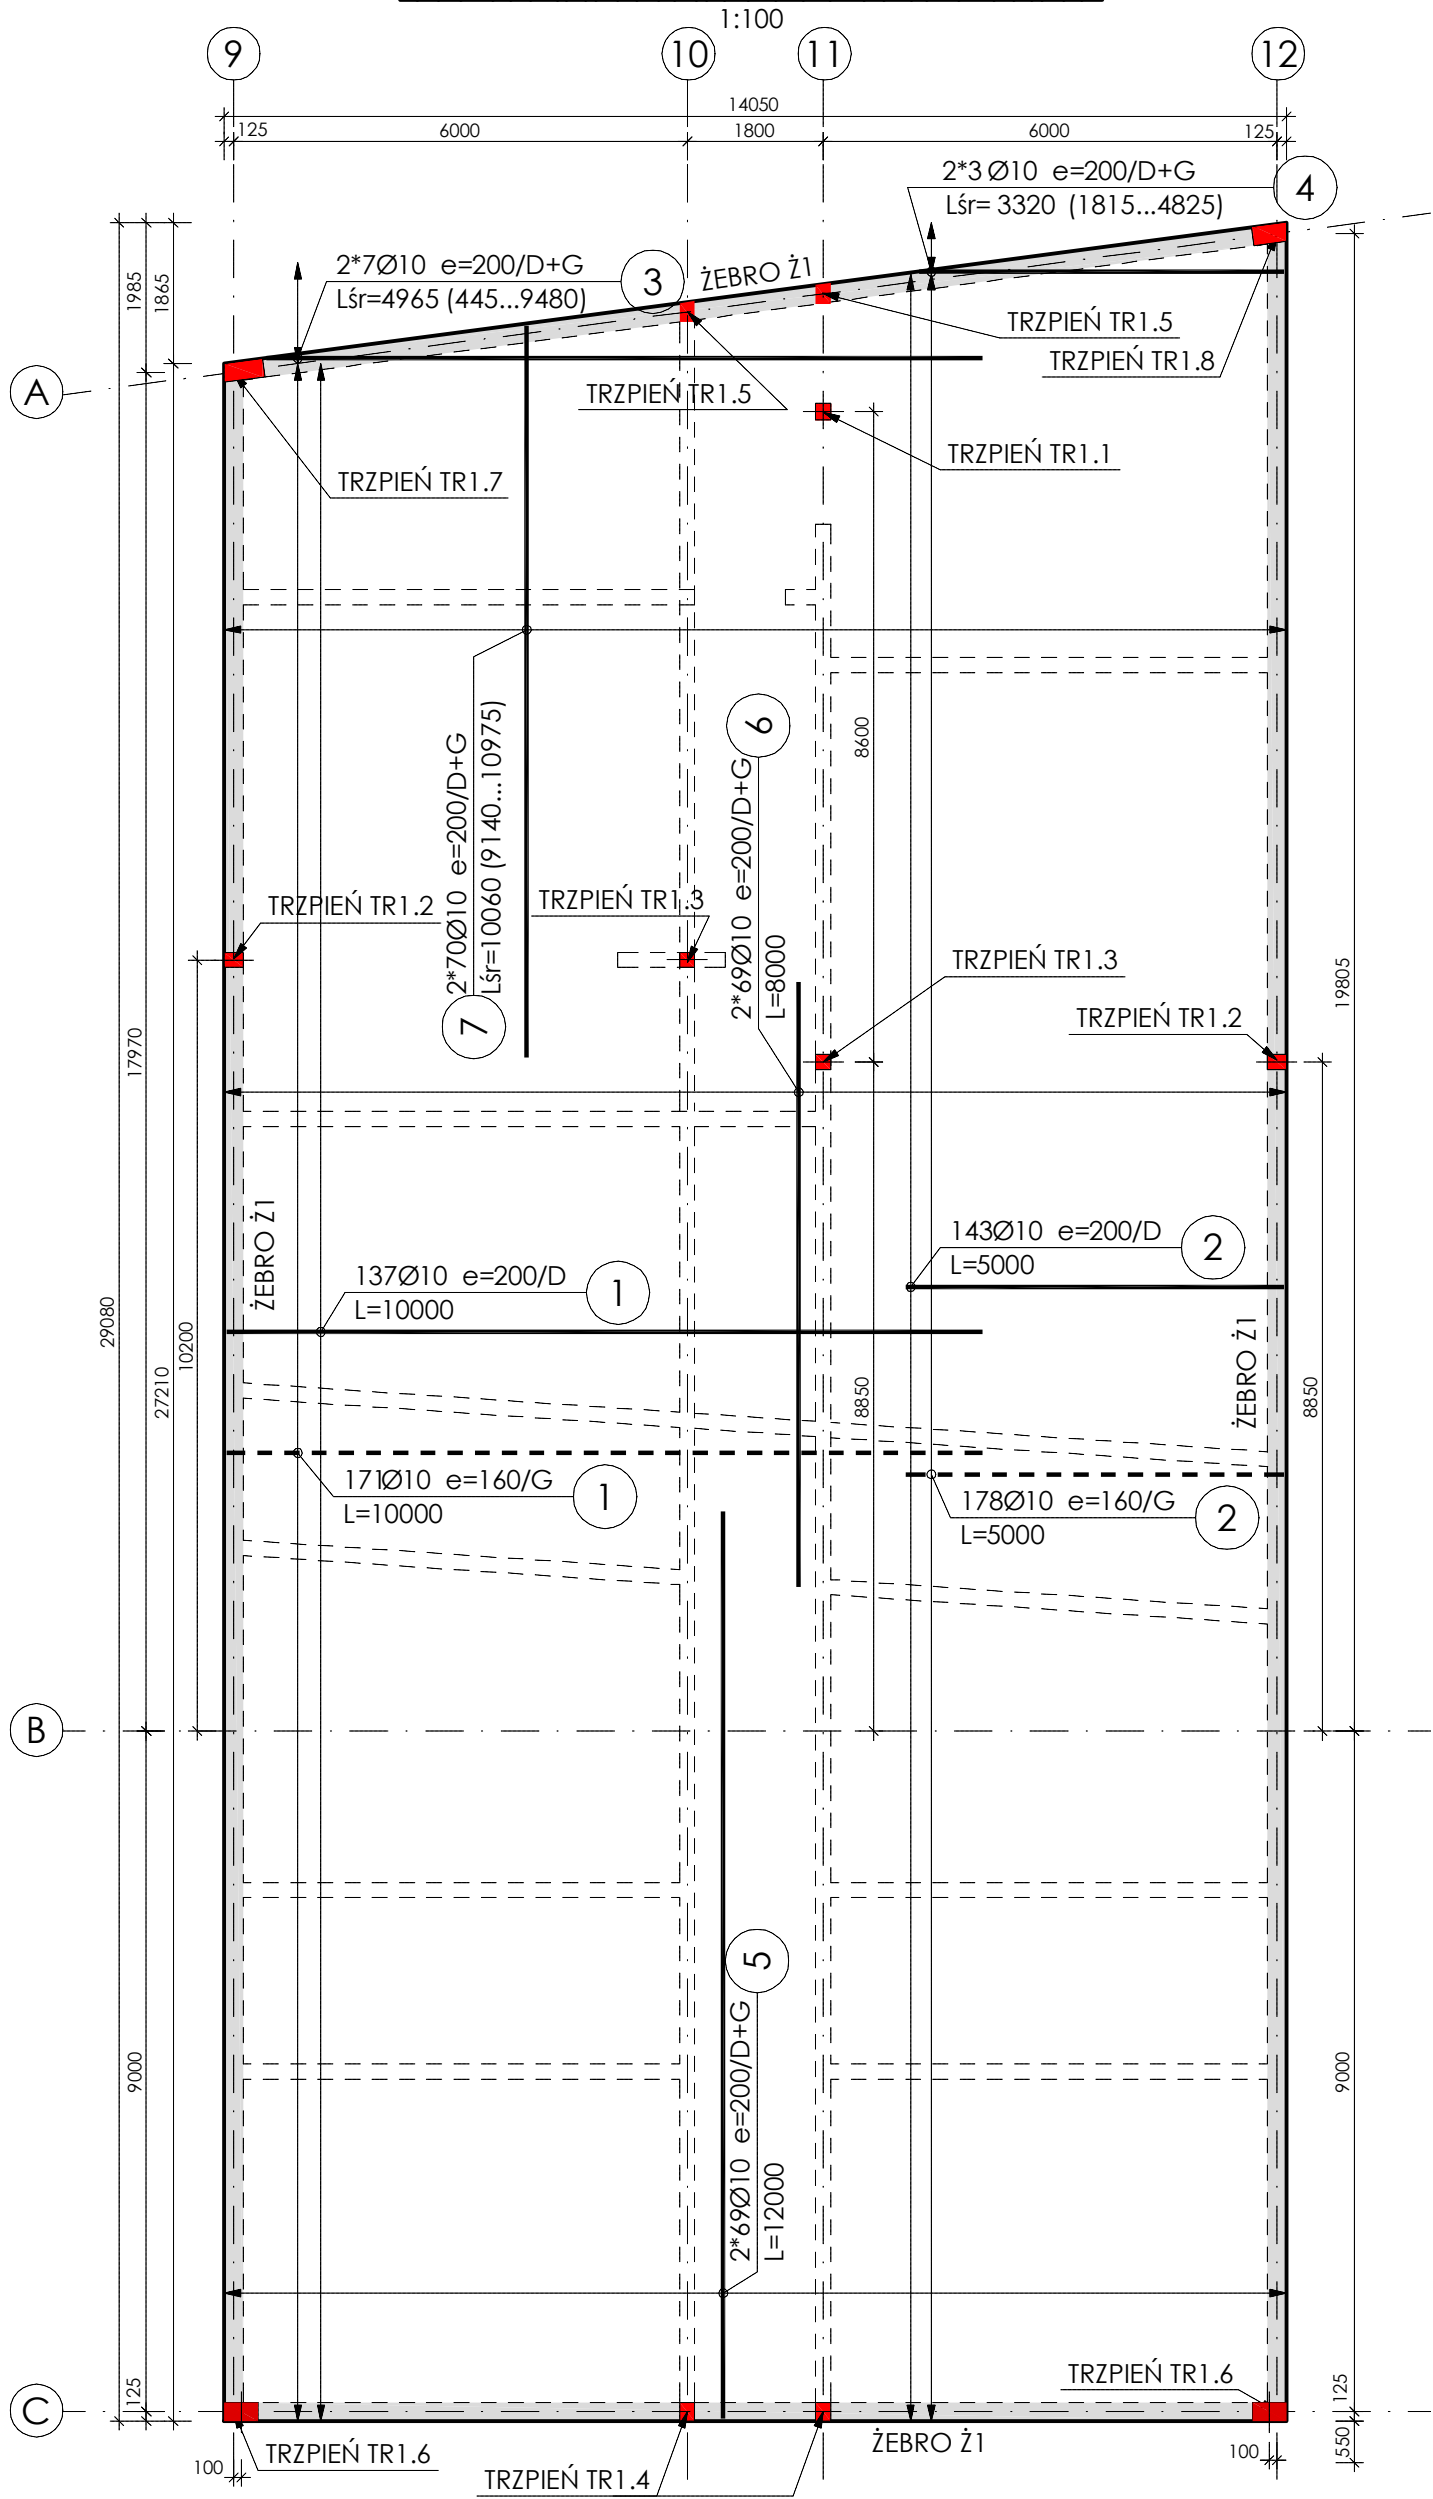 1:100
9
10
11
12
14050
125
6000
1800
6000
125
2*3 Ø10 e=200/D+G
Lśr= 3320 (1815...4825)
4
2*7Ø10 e=200/D+G
Lśr=4965 (445...9480)
3
ŻEBRO Ż1
1985
1865
TRZPIEŃ TR1.5
TRZPIEŃ TR1.8
A
TRZPIEŃ TR1.5
TRZPIEŃ TR1.1
TRZPIEŃ TR1.7
8600
6
2*69Ø10 e=200/D+G
L=8000
2*70Ø10 e=200/D+G
Lśr=10060 (9140...10975)
7
TRZPIEŃ TR1.2
TRZPIEŃ TR1.3
TRZPIEŃ TR1.3
TRZPIEŃ TR1.2
19805
17970
ŻEBRO Ż1
143Ø10 e=200/D
L=5000
2
137Ø10 e=200/D
L=10000
1
29080
10200
27210
8850
ŻEBRO Ż1
8850
171Ø10 e=160/G
L=10000
1
178Ø10 e=160/G
L=5000
2
B
5
2*69Ø10 e=200/D+G
L=12000
9000
9000
125
C
TRZPIEŃ TR1.6
125
550
ŻEBRO Ż1
TRZPIEŃ TR1.6
100
100
TRZPIEŃ TR1.4